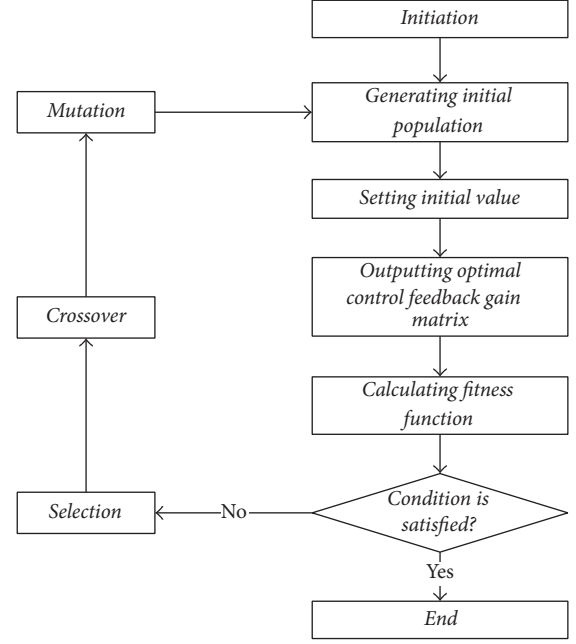 Initiation
Generating initial
population
Mutation
Setting initial value
Outputting optimal
control feedback gain
matrix
Crossover
Calculating fitness
function
Condition is
satisfied?
No
Selection
Yes
End